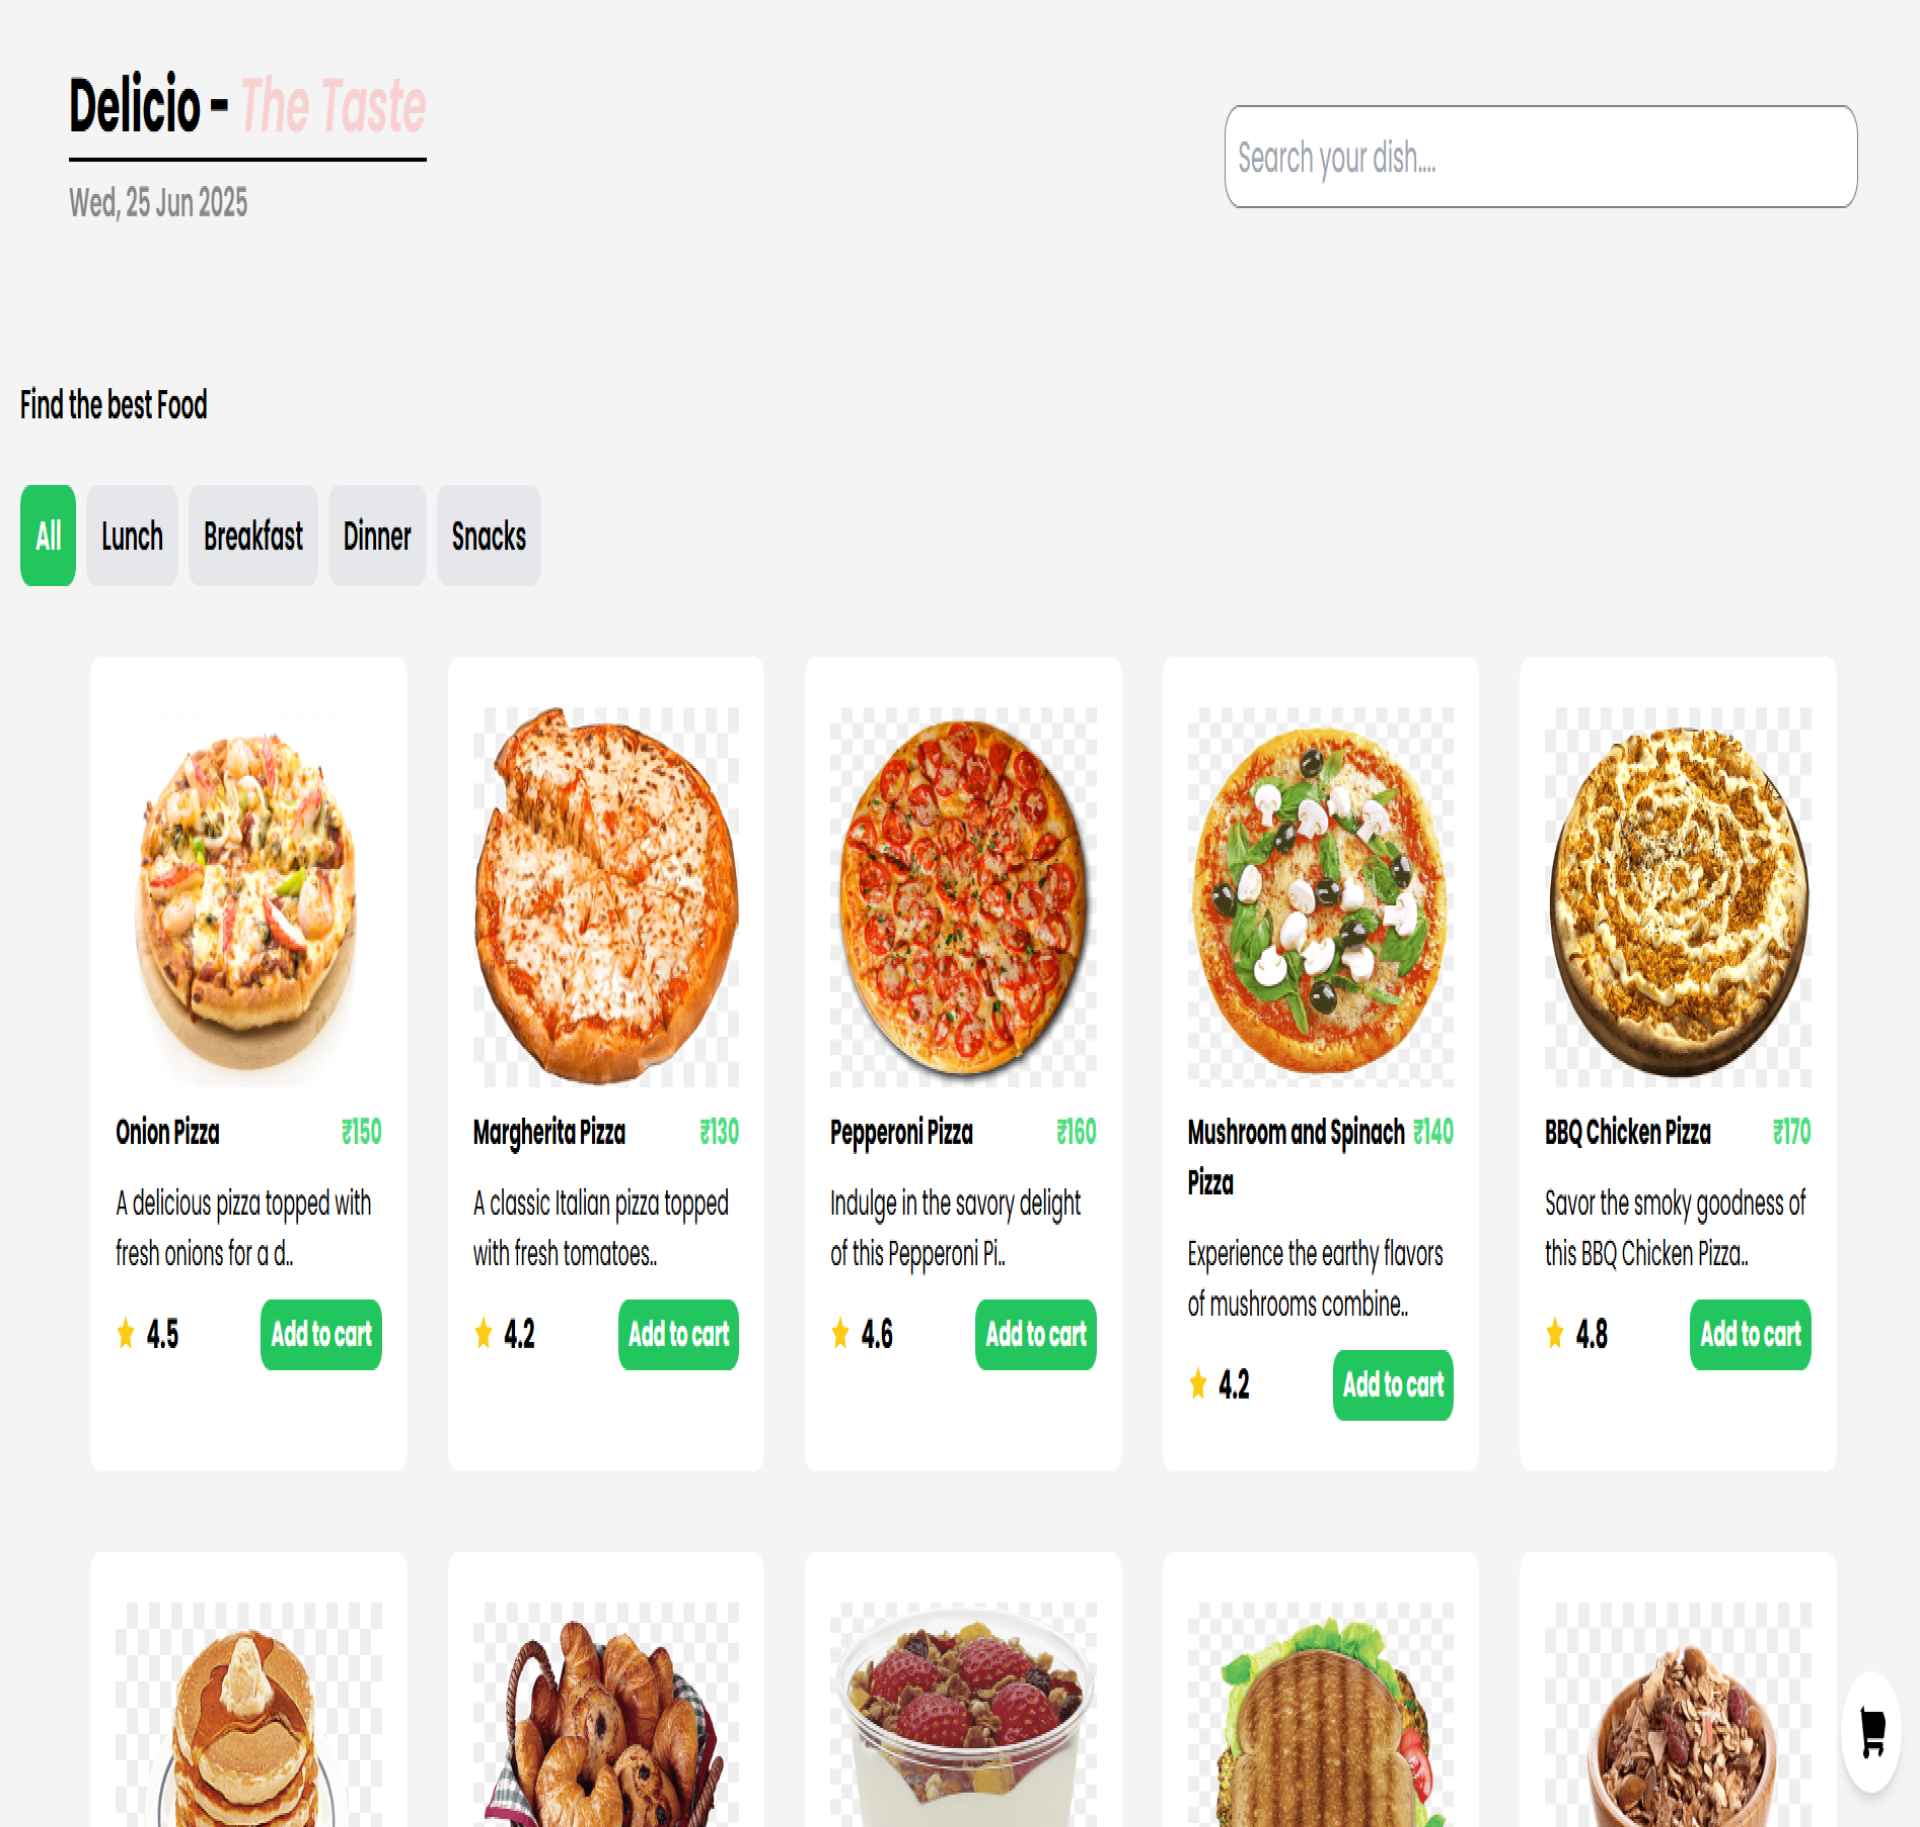 Delicio - The Taste
Wed, 25 Jun 2025
Search your dish....
Find the best Food
All Lunch Breakfast Dinner Snacks
Onion Pizza ₹150
A delicious pizza topped with
fresh onions for a d..
4.5 Add to cart
Margherita Pizza ₹130
A classic Italian pizza topped
with fresh tomatoes..
4.2 Add to cart
Pepperoni Pizza ₹160
Indulge in the savory delight
of this Pepperoni Pi..
4.6 Add to cart
Mushroom and Spinach ₹140
Pizza
Experience the earthy flavors
of mushrooms combine..
4.2 Add to cart
BBQ Chicken Pizza ₹170
Savor the smoky goodness of
this BBQ Chicken Pizza..
4.8 Add to cart